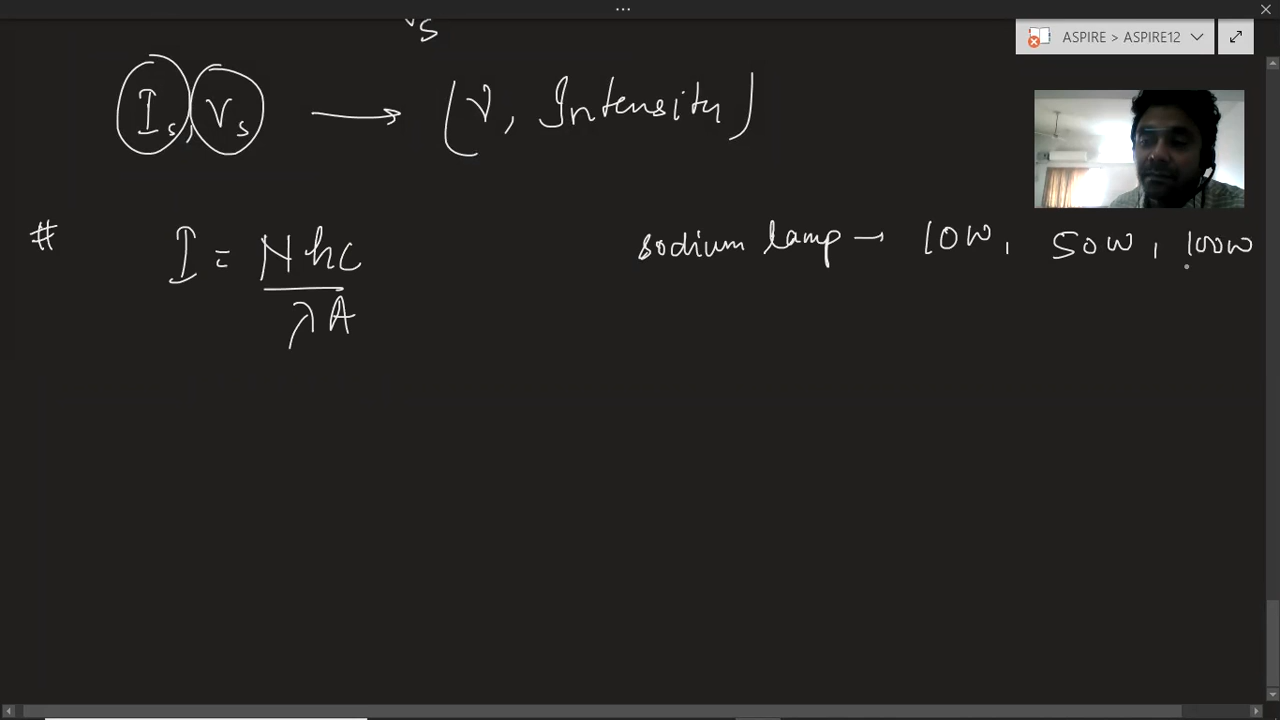 ...
Vs
ASPIRE > ASPIRE12
Is, Vs → (ν, Intensity)
# I = Nhc
λA
sodium lamp → 10W, 50W, 100W